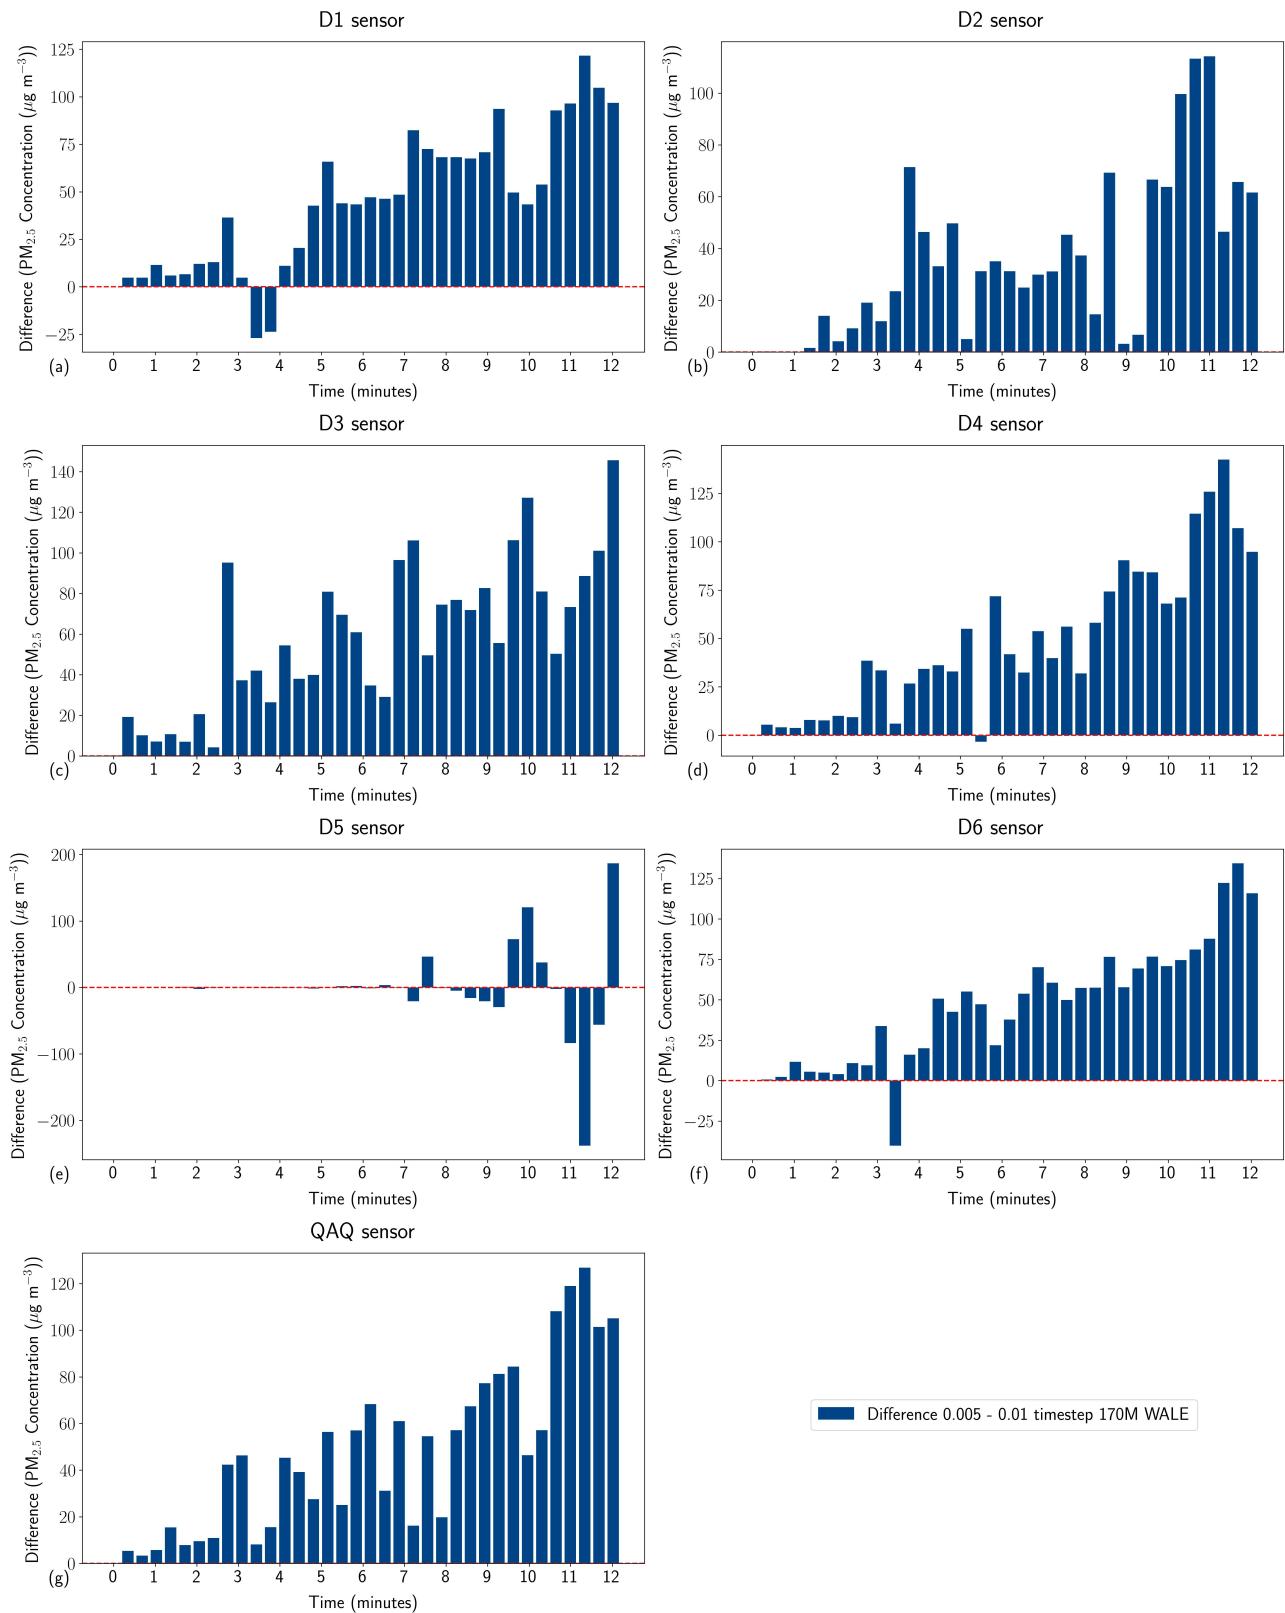 D1 sensor
Difference (PM2.5 Concentration (μg m−3))
125
100
75
50
25
0
−25
0 1 2 3 4 5 6 7 8 9 10 11 12
(a)
Time (minutes)
D2 sensor
Difference (PM2.5 Concentration (μg m−3))
100
80
60
40
20
0
0 1 2 3 4 5 6 7 8 9 10 11 12
(b)
Time (minutes)
D3 sensor
Difference (PM2.5 Concentration (μg m−3))
140
120
100
80
60
40
20
0
0 1 2 3 4 5 6 7 8 9 10 11 12
(c)
Time (minutes)
D4 sensor
Difference (PM2.5 Concentration (μg m−3))
125
100
75
50
25
0
0 1 2 3 4 5 6 7 8 9 10 11 12
(d)
Time (minutes)
D5 sensor
Difference (PM2.5 Concentration (μg m−3))
200
100
0
−100
−200
0 1 2 3 4 5 6 7 8 9 10 11 12
(e)
Time (minutes)
D6 sensor
Difference (PM2.5 Concentration (μg m−3))
125
100
75
50
25
0
−25
0 1 2 3 4 5 6 7 8 9 10 11 12
(f)
Time (minutes)
QAQ sensor
Difference (PM2.5 Concentration (μg m−3))
120
100
80
60
40
20
0
0 1 2 3 4 5 6 7 8 9 10 11 12
(g)
Time (minutes)
Difference 0.005 - 0.01 timestep 170M WALE